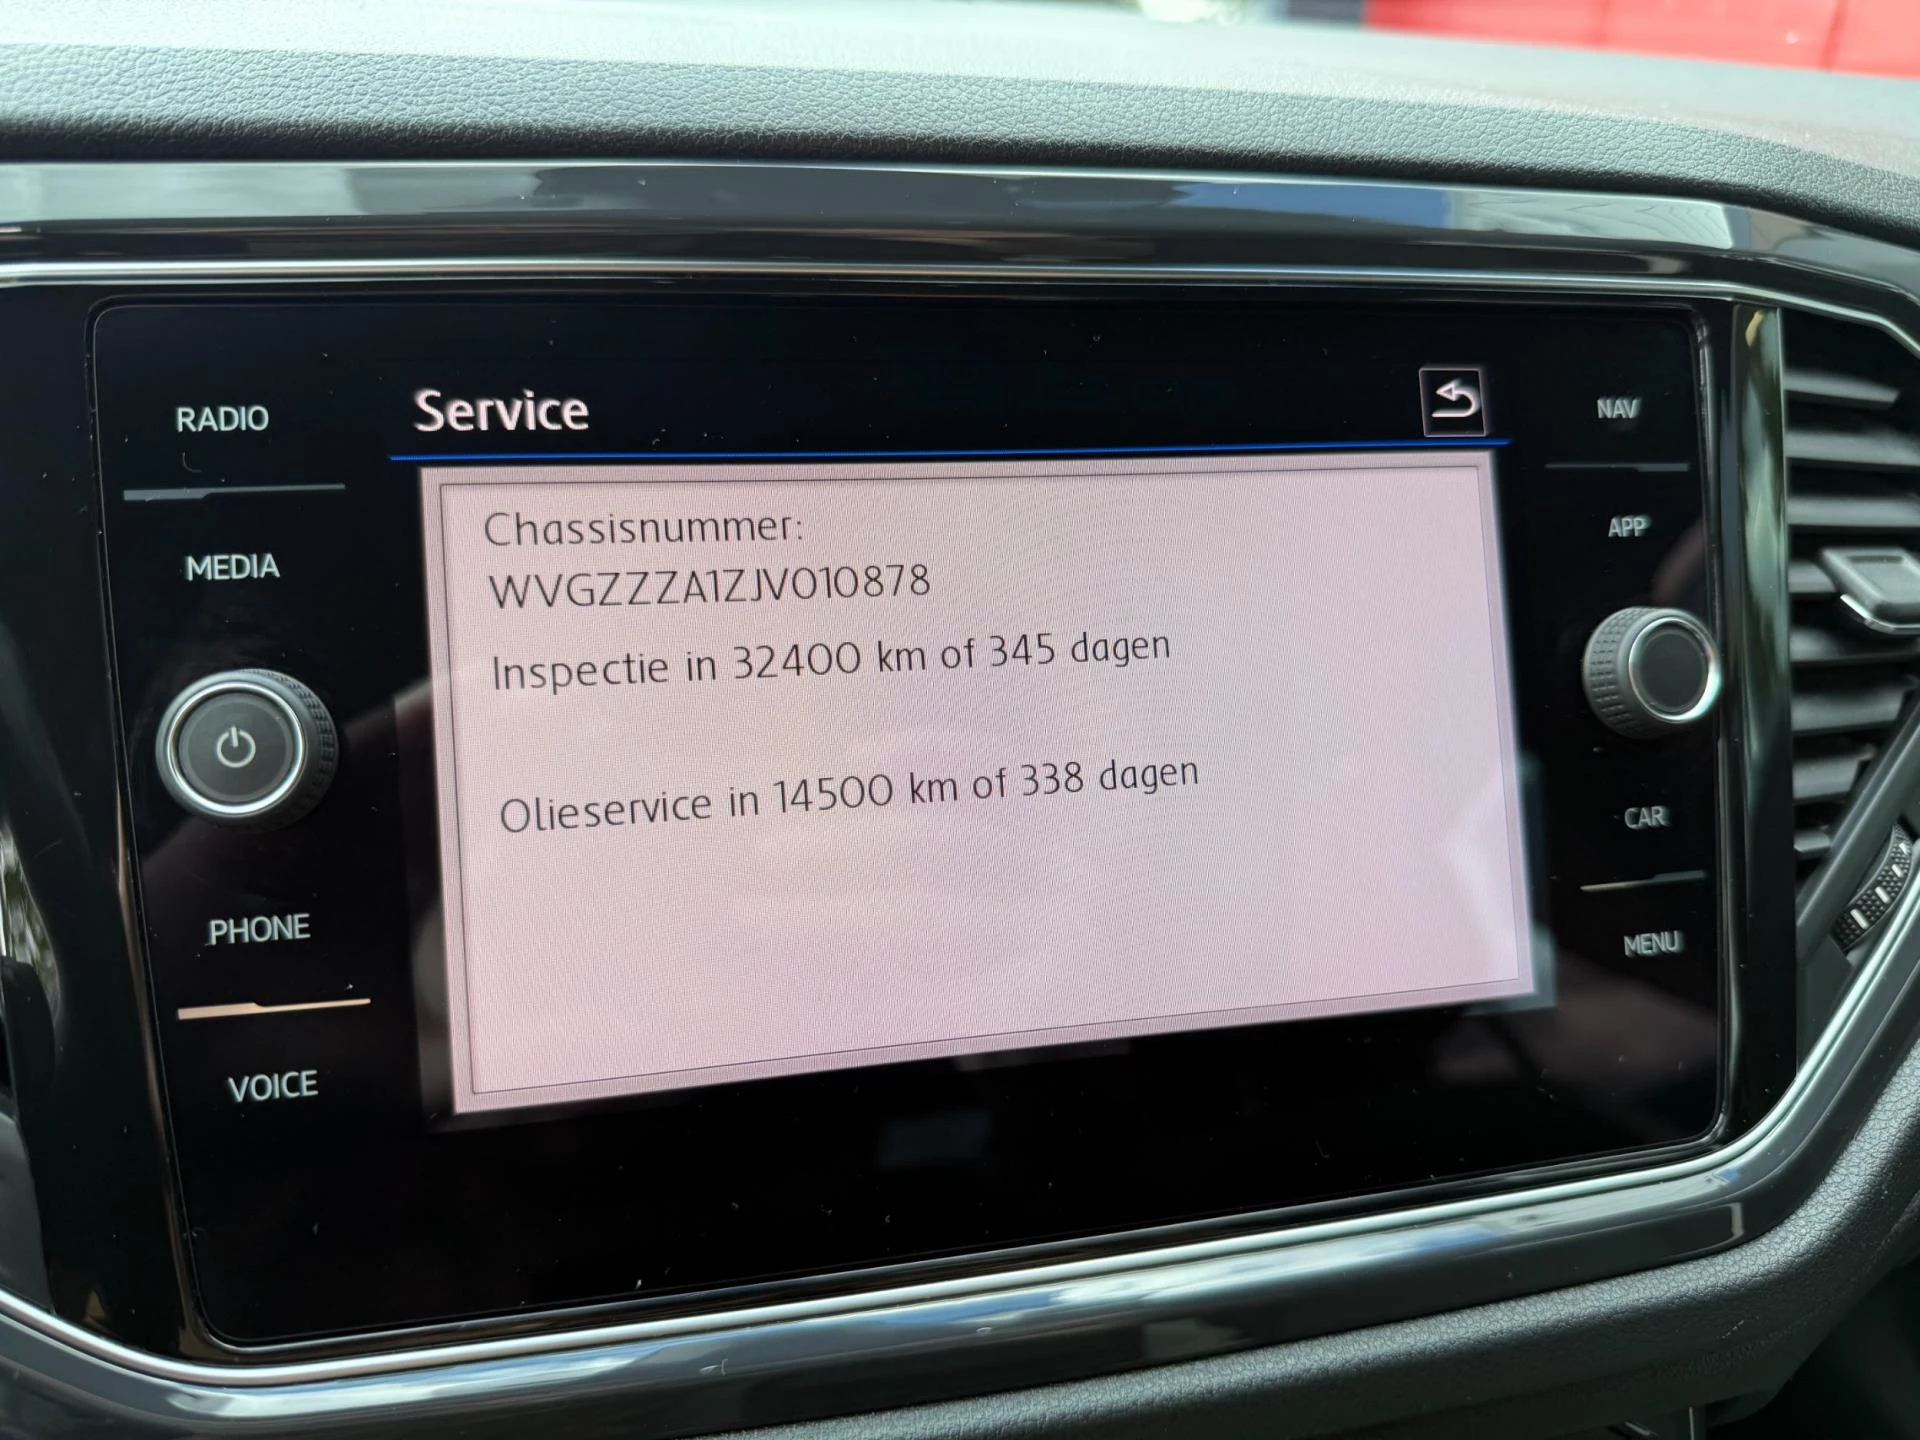 Service
RADIO
MEDIA
PHONE
VOICE
Chassisnummer:
WVGZZZA1ZJV010878
Inspectie in 32400 km of 345 dagen
Olieservice in 14500 km of 338 dagen
NAV
APP
CAR
MENU